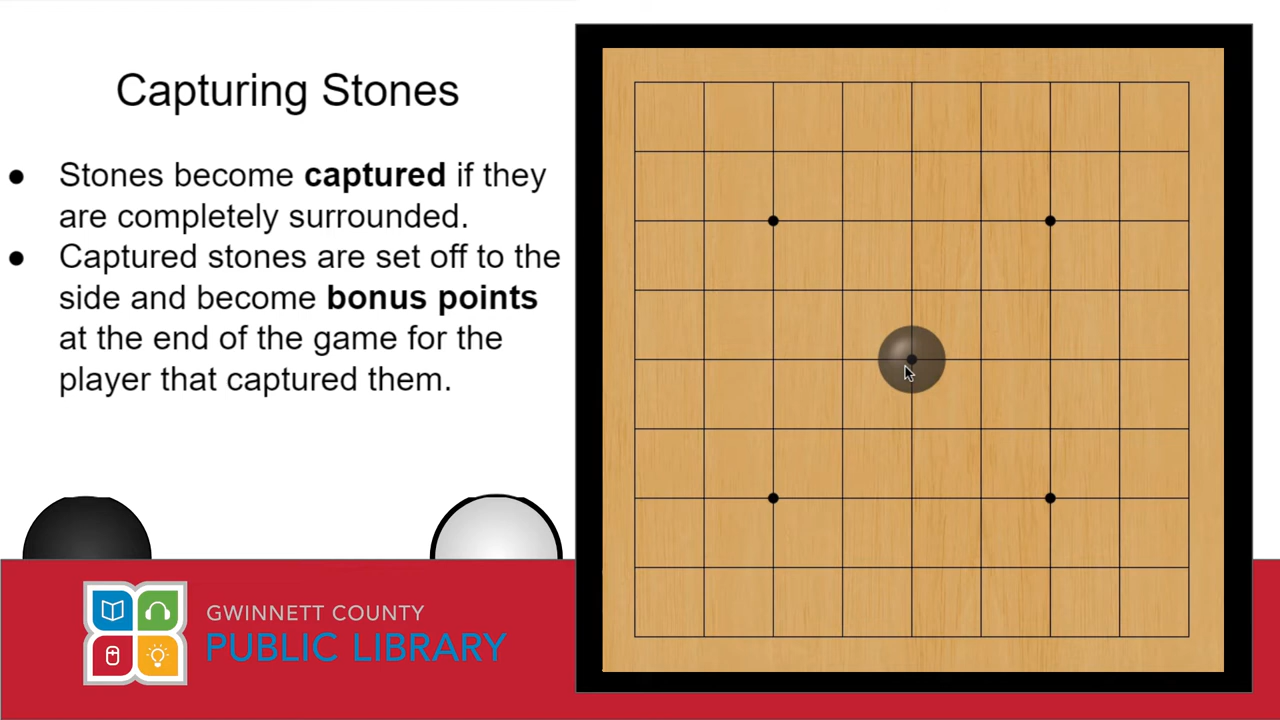 Capturing Stones
● Stones become captured if they
are completely surrounded.
● Captured stones are set off to the
side and become bonus points
at the end of the game for the
player that captured them.
GWINNETT COUNTY
PUBLIC LIBRARY